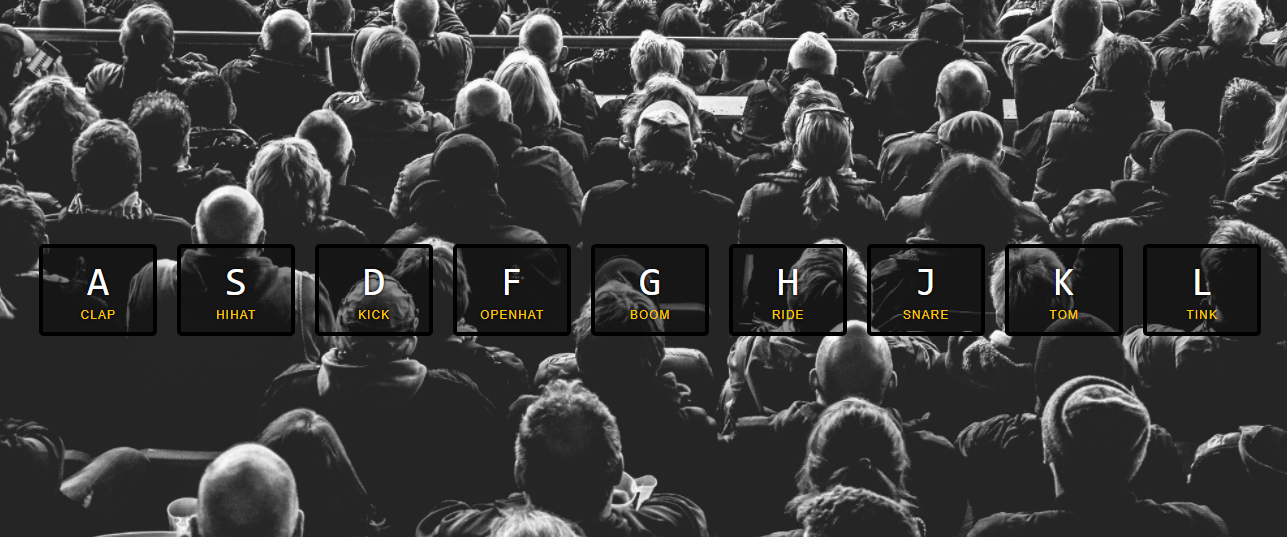 A S D F G H J K L
CLAP HIHAT KICK OPENHAT BOOM RIDE SNARE TOM TINK